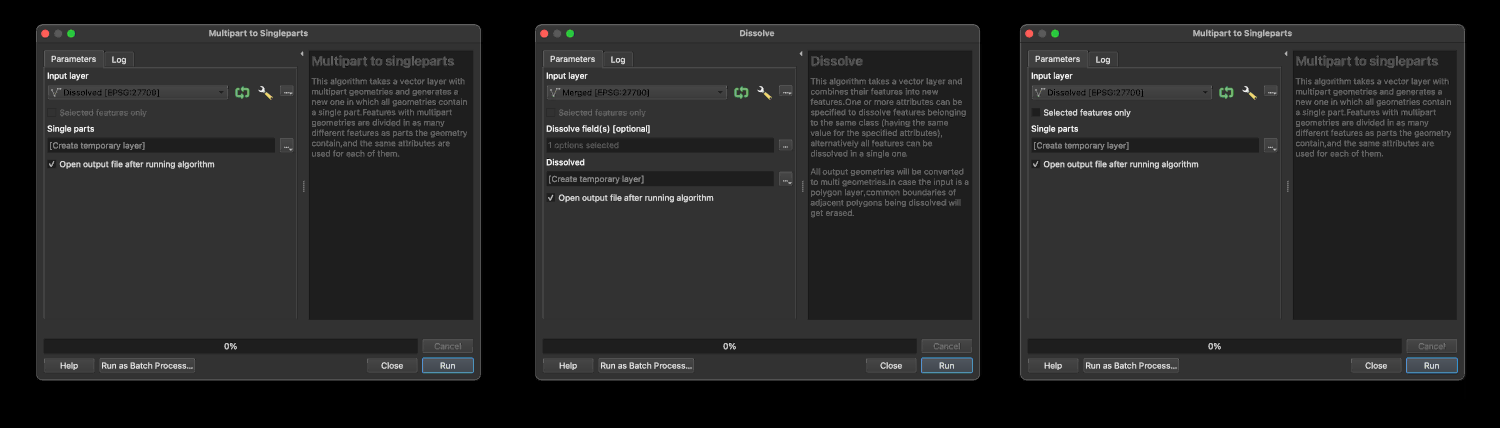 Multipart to Singleparts
Parameters
Log
Input layer
Dissolved [EPSG:27700]
...
Selected features only
Single parts
[Create temporary layer]
...
Open output file after running algorithm
Multipart to singleparts
This algorithm takes a vector layer with
multipart geometries and generates a
new one in which all geometries contain
a single part.Features with multipart
geometries are divided in as many
different features as parts the geometry
contain,and the same attributes are
used for each of them.
0%
Cancel
Help
Run as Batch Process...
Close
Run
Dissolve
Parameters
Log
Input layer
Merged [EPSG:27700]
...
Selected features only
Dissolve field(s) [optional]
1 options selected
...
Dissolved
[Create temporary layer]
...
Open output file after running algorithm
Dissolve
This algorithm takes a vector layer and
combines their features into new
features.One or more attributes can be
specified to dissolve features belonging
to the same class (having the same
value for the specified attributes),
alternatively all features can be
dissolved in a single one.
All output geometries will be converted
to multi geometries.In case the input is a
polygon layer,common boundaries of
adjacent polygons being dissolved will
get erased.
0%
Cancel
Help
Run as Batch Process...
Close
Run
Multipart to Singleparts
Parameters
Log
Input layer
Dissolved [EPSG:27700]
...
Selected features only
Single parts
[Create temporary layer]
...
Open output file after running algorithm
Multipart to singleparts
This algorithm takes a vector layer with
multipart geometries and generates a
new one in which all geometries contain
a single part.Features with multipart
geometries are divided in as many
different features as parts the geometry
contain,and the same attributes are
used for each of them.
0%
Cancel
Help
Run as Batch Process...
Close
Run